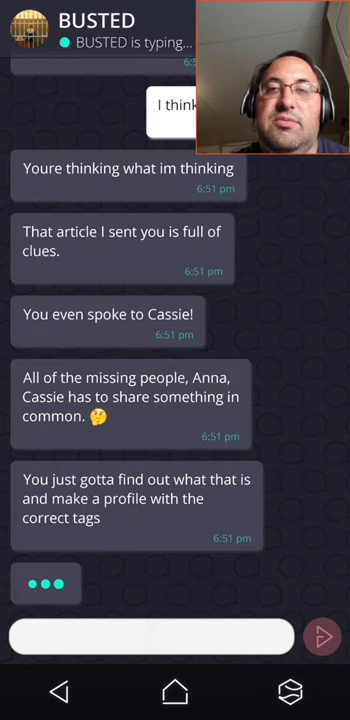 BUSTED
BUSTED is typing...
I think
Youre thinking what im thinking
6:51 pm
That article I sent you is full of
clues.
6:51 pm
You even spoke to Cassie!
6:51 pm
All of the missing people, Anna,
Cassie has to share something in
common. 🤔
6:51 pm
You just gotta find out what that is
and make a profile with the
correct tags
6:51 pm